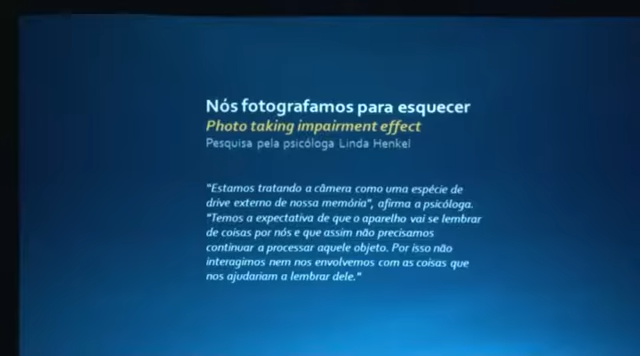 Nós fotografamos para esquecer
Photo taking impairment effect
Pesquisa pela psicóloga Linda Henkel
"Estamos tratando a câmera como uma espécie de
drive externo de nossa memória", afirma a psicóloga.
"Temos a expectativa de que o aparelho vai se lembrar
de coisas por nós e que assim não precisamos
continuar a processar aquele objeto. Por isso não
interagimos nem nos envolvemos com as coisas que
nos ajudariam a lembrar dele."